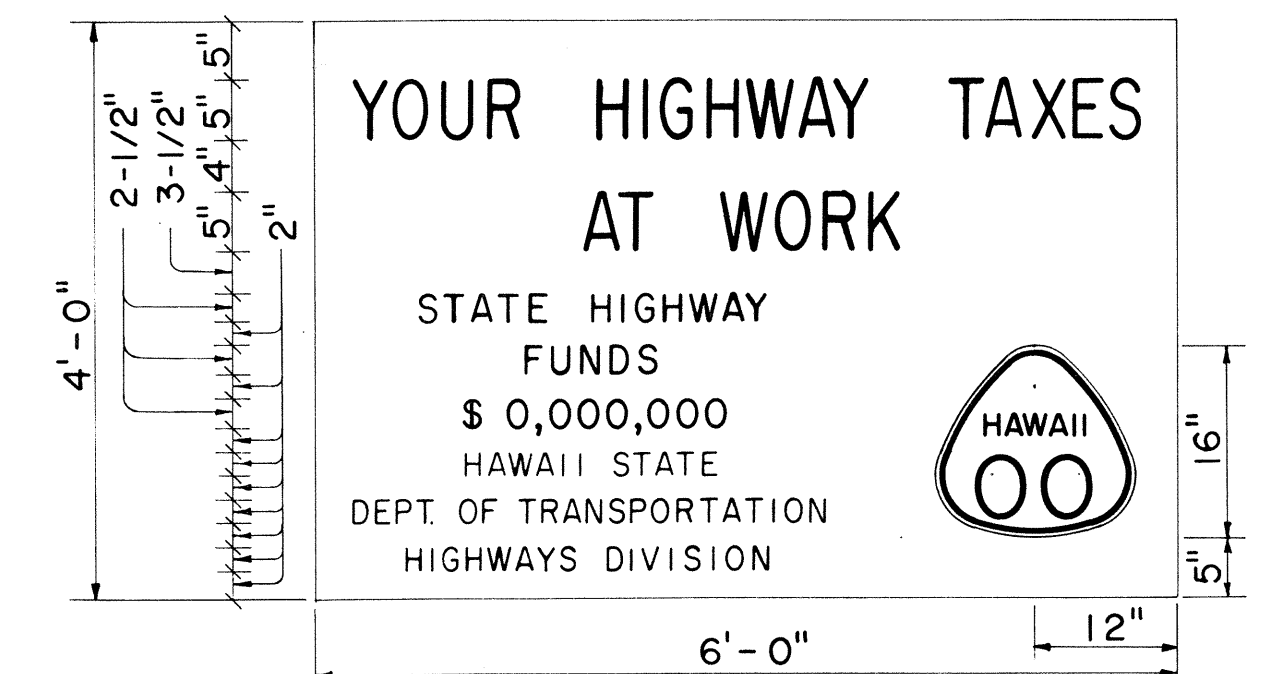 YOUR HIGHWAY TAXES
AT WORK
STATE HIGHWAY
FUNDS
$ 0,000,000
HAWAII STATE
DEPT. OF TRANSPORTATION
HIGHWAYS DIVISION
HAWAII
00
4'-0"
2-1/2"
3-1/2"
5"
5"
4"
5"
2"
16"
5"
12"
6'-0"